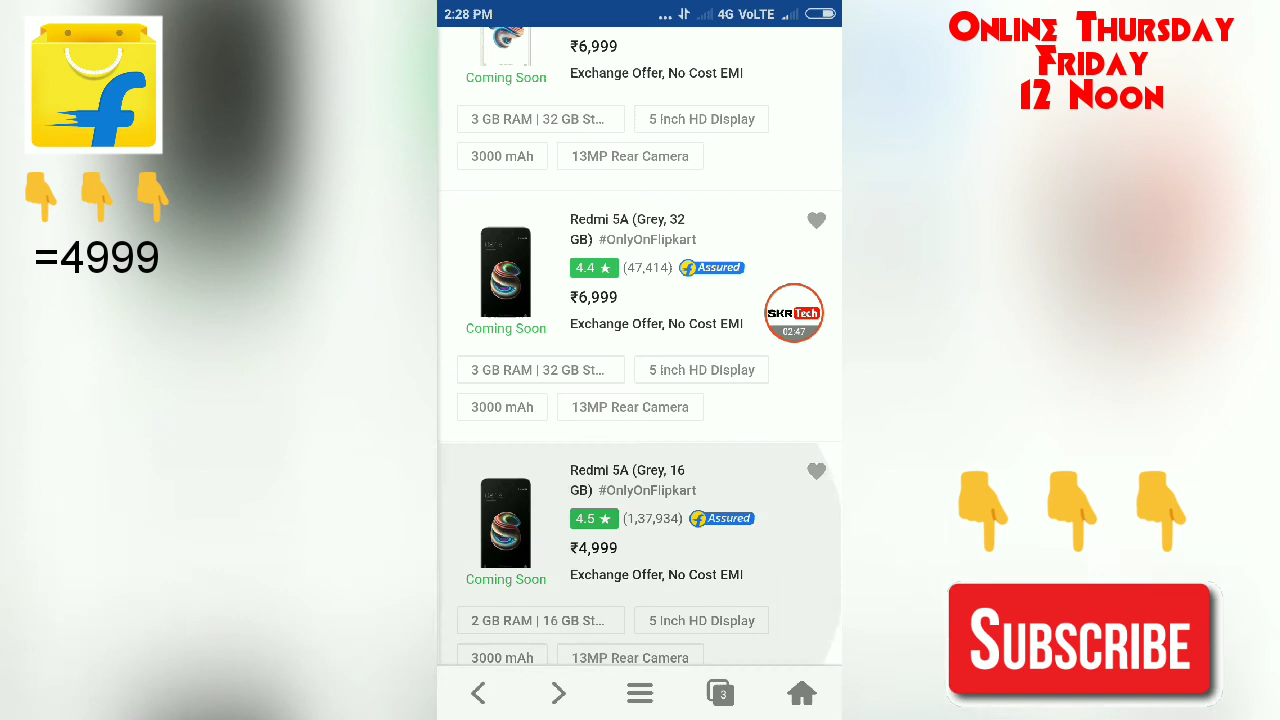 =4999
2:28 PM
... 4G VoLTE
₹6,999
Coming Soon
Exchange Offer, No Cost EMI
3 GB RAM | 32 GB St...
5 inch HD Display
3000 mAh
13MP Rear Camera
Redmi 5A (Grey, 32
GB) #OnlyOnFlipkart
4.4 ★ (47,414) Assured
₹6,999
Coming Soon
Exchange Offer, No Cost EMI
SKR Tech
02:47
3 GB RAM | 32 GB St...
5 inch HD Display
3000 mAh
13MP Rear Camera
Redmi 5A (Grey, 16
GB) #OnlyOnFlipkart
4.5 ★ (1,37,934) Assured
₹4,999
Coming Soon
Exchange Offer, No Cost EMI
2 GB RAM | 16 GB St...
5 inch HD Display
3000 mAh
13MP Rear Camera
3
Online Thursday
Friday
12 Noon
Subscribe